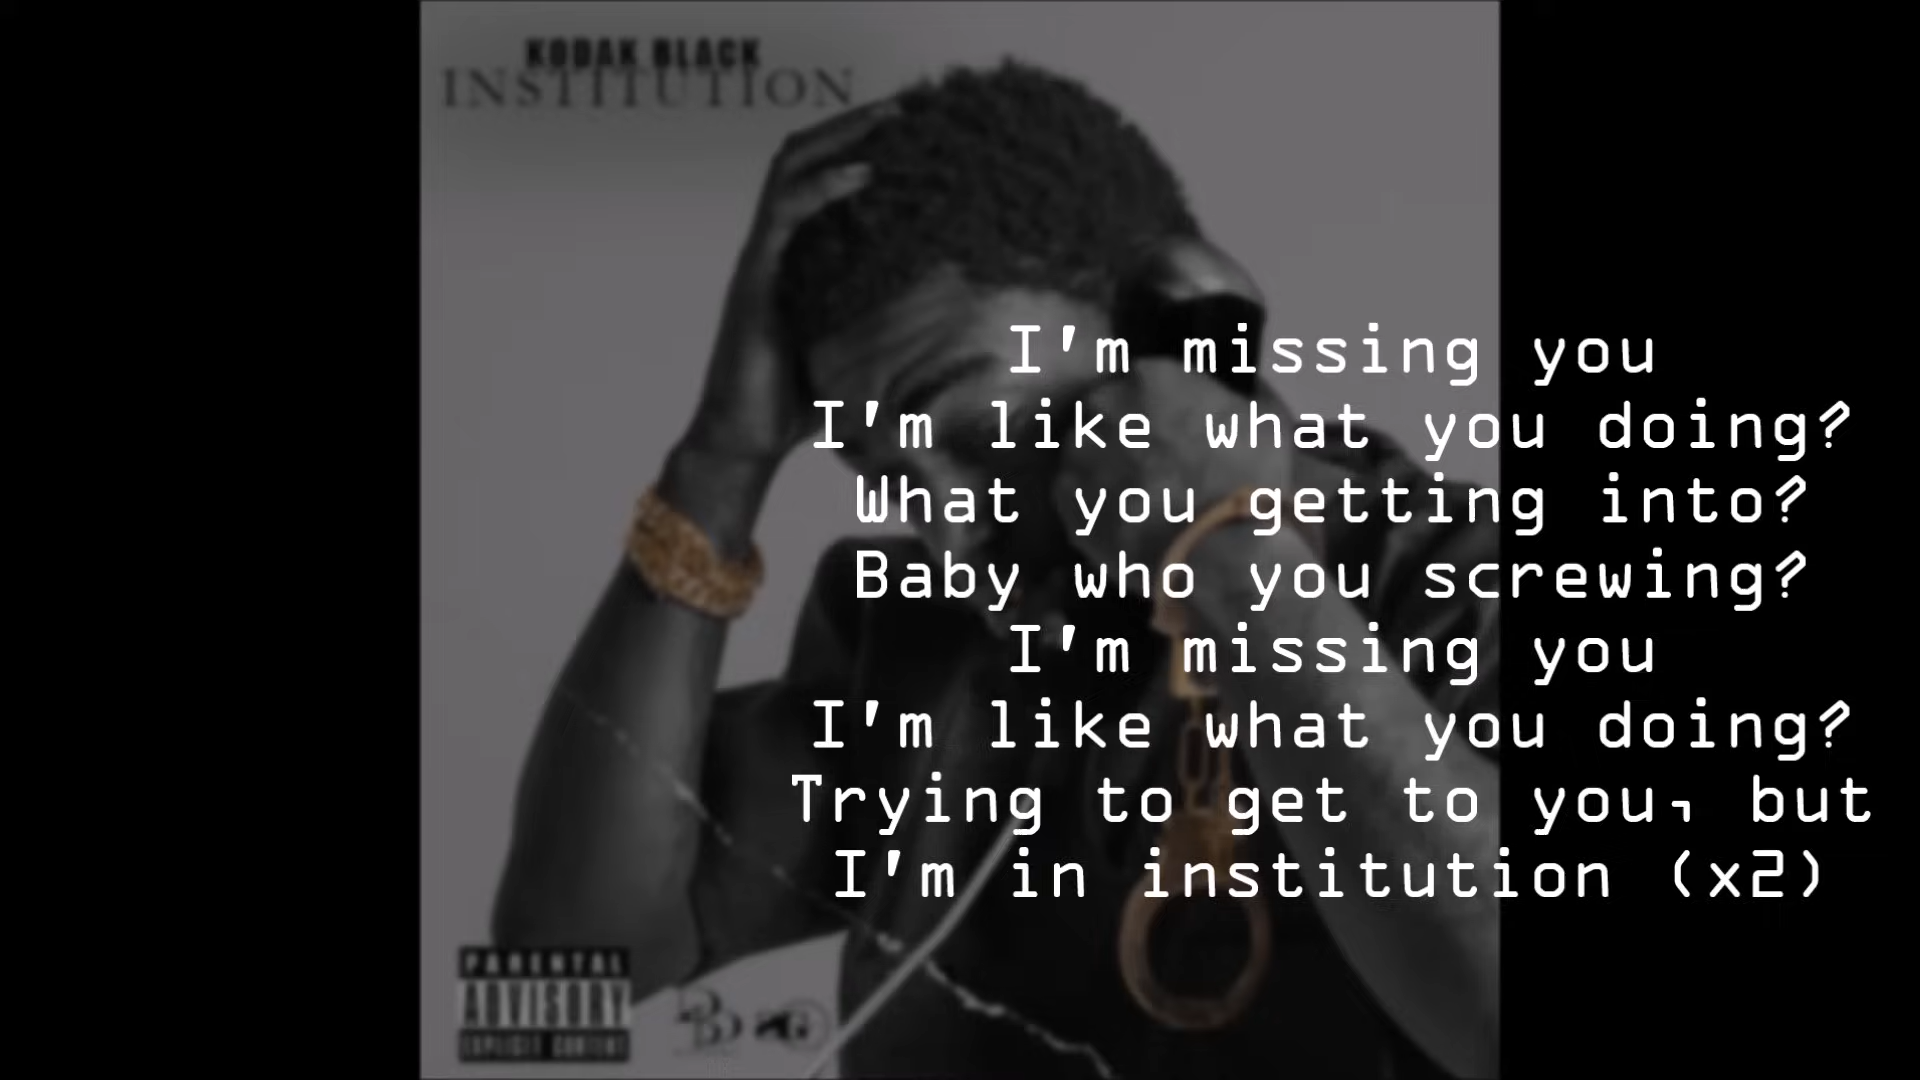 KODAK BLACK
INSTITUTION
I'm missing you
I'm like what you doing?
What you getting into?
Baby who you screwing?
I'm missing you
I'm like what you doing?
Trying to get to you, but
I'm in institution (x2)
PARENTAL
ADVISORY
EXPLICIT CONTENT